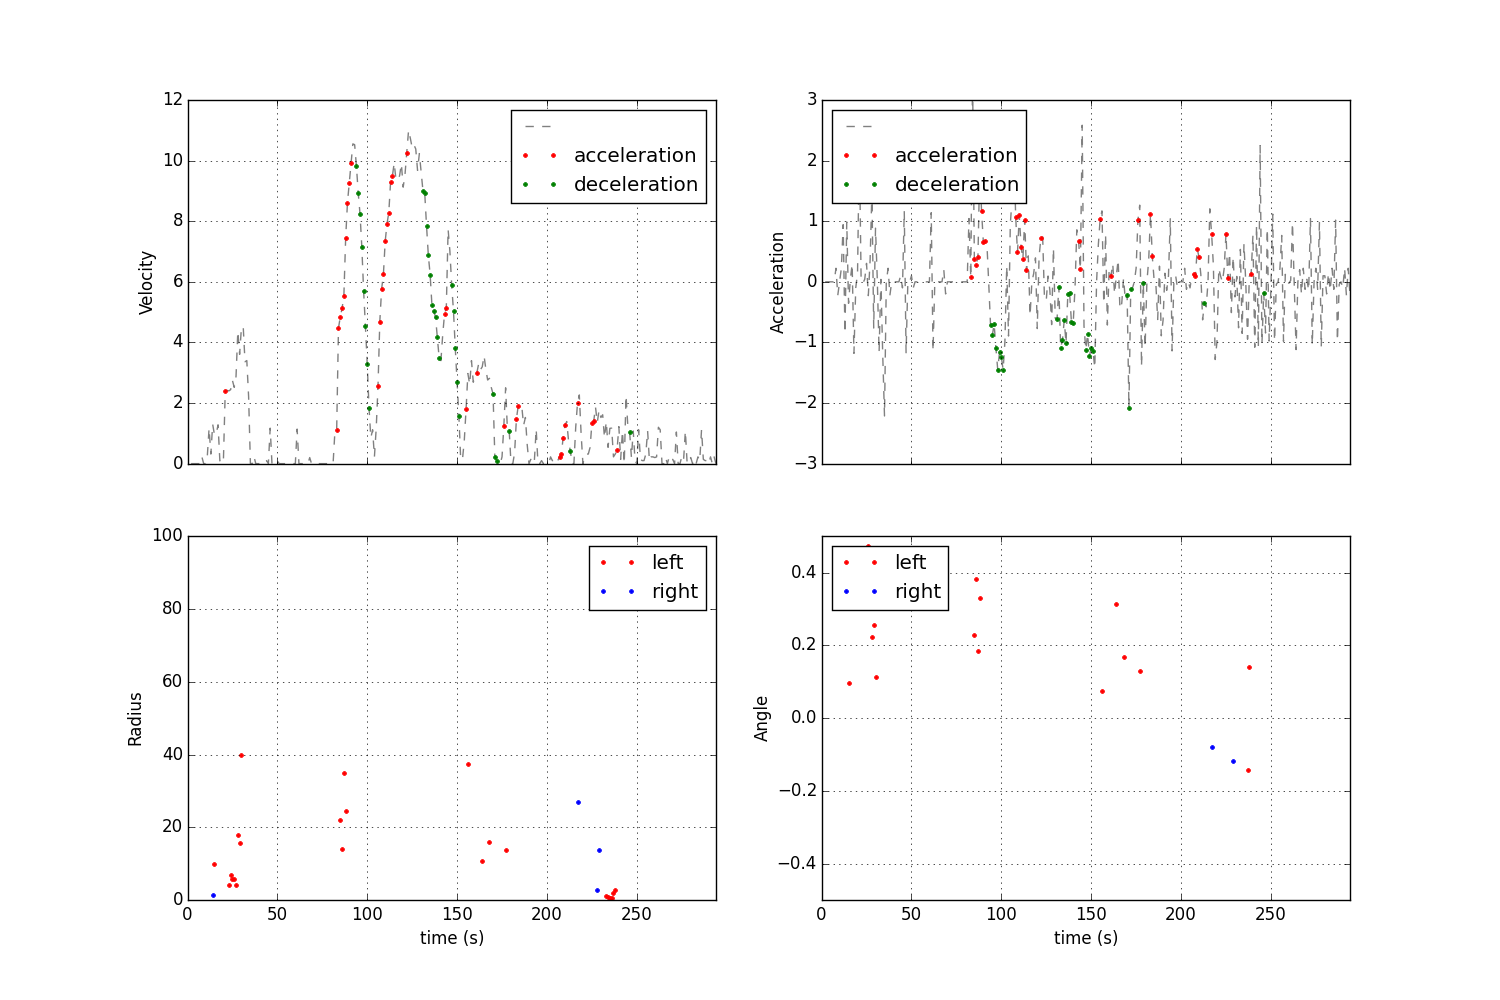 12
10
8
6
4
2
0
Velocity
acceleration
deceleration
3
2
1
0
−1
−2
−3
Acceleration
acceleration
deceleration
100
80
60
40
20
0
Radius
left
right
0 50 100 150 200 250
time (s)
0.4
0.2
0.0
−0.2
−0.4
Angle
left
right
0 50 100 150 200 250
time (s)